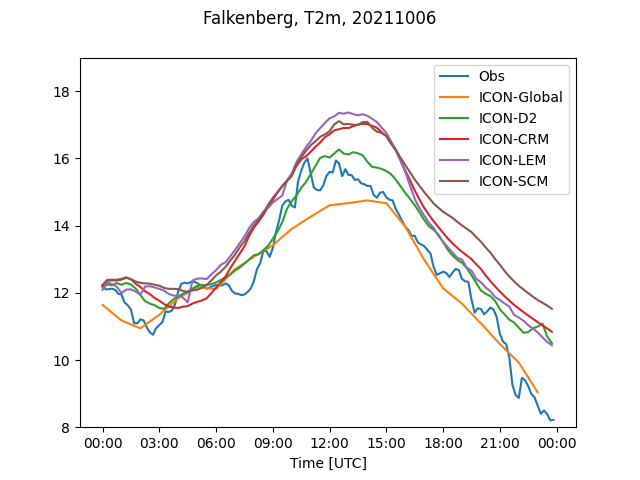 Falkenberg, T2m, 20211006
Obs
ICON-Global
ICON-D2
ICON-CRM
ICON-LEM
ICON-SCM
18
16
14
12
10
8
00:00 03:00 06:00 09:00 12:00 15:00 18:00 21:00 00:00
Time [UTC]